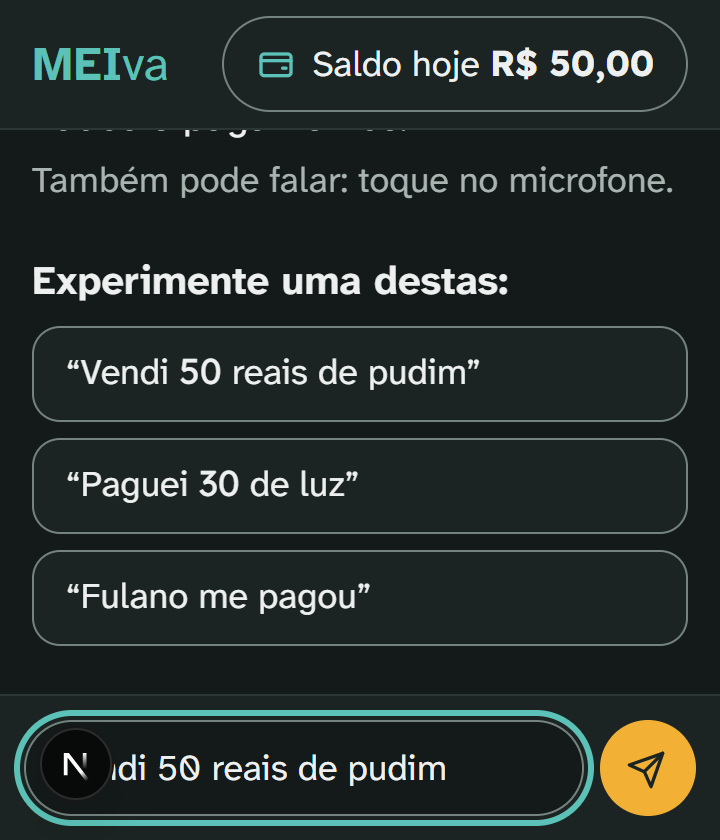 MEIva
Saldo hoje R$ 50,00
Também pode falar: toque no microfone.
Experimente uma destas:
“Vendi 50 reais de pudim”
“Paguei 30 de luz”
“Fulano me pagou”
N
di 50 reais de pudim